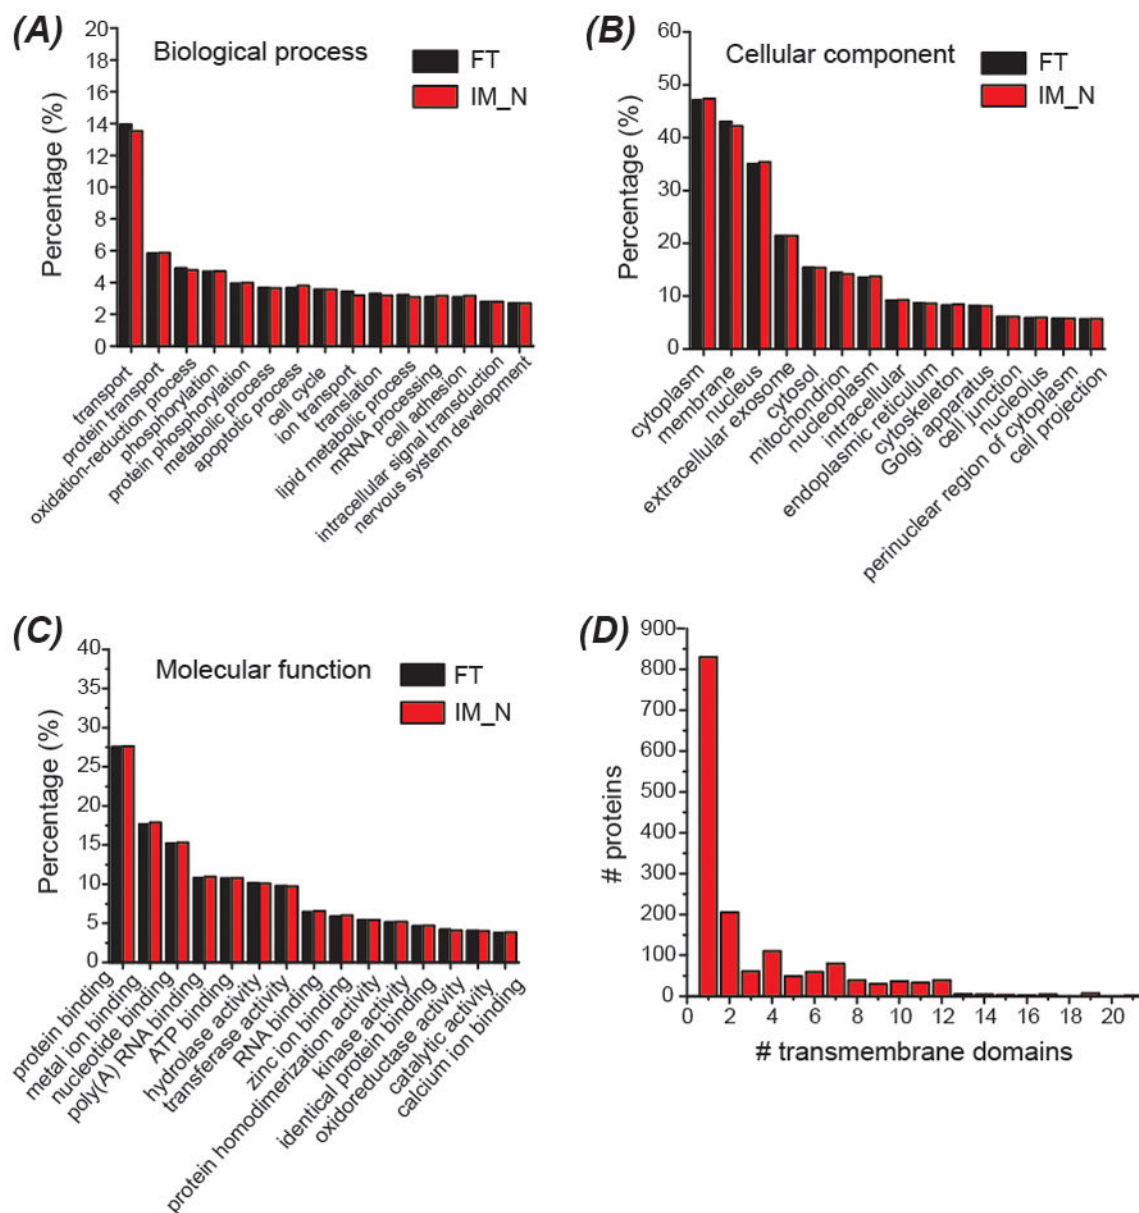 (A)
Biological process
FT
IM_N
Percentage (%)
20
18
16
14
12
10
8
6
4
2
0
transport
protein transport
oxidation-reduction process
phosphorylation
protein phosphorylation
metabolic process
apoptotic process
cell cycle
ion transport
translation
lipid metabolic process
mRNA processing
cell adhesion
intracellular signal transduction
nervous system development
(B)
Cellular component
FT
IM_N
Percentage (%)
60
50
40
30
20
10
0
cytoplasm
membrane
nucleus
extracellular exosome
cytosol
mitochondrion
nucleoplasm
intracellular
endoplasmic reticulum
cytoskeleton
Golgi apparatus
cell junction
nucleolus
perinuclear region of cytoplasm
cell projection
(C)
Molecular function
FT
IM_N
Percentage (%)
40
35
30
25
20
15
10
5
0
protein binding
metal ion binding
nucleotide binding
poly(A) RNA binding
ATP binding
hydrolase activity
transferase activity
RNA binding
zinc ion binding
protein homodimerization activity
kinase activity
identical protein binding
oxidoreductase activity
catalytic activity
calcium ion binding
(D)
# proteins
900
800
700
600
500
400
300
200
100
0
0 2 4 6 8 10 12 14 16 18 20
# transmembrane domains